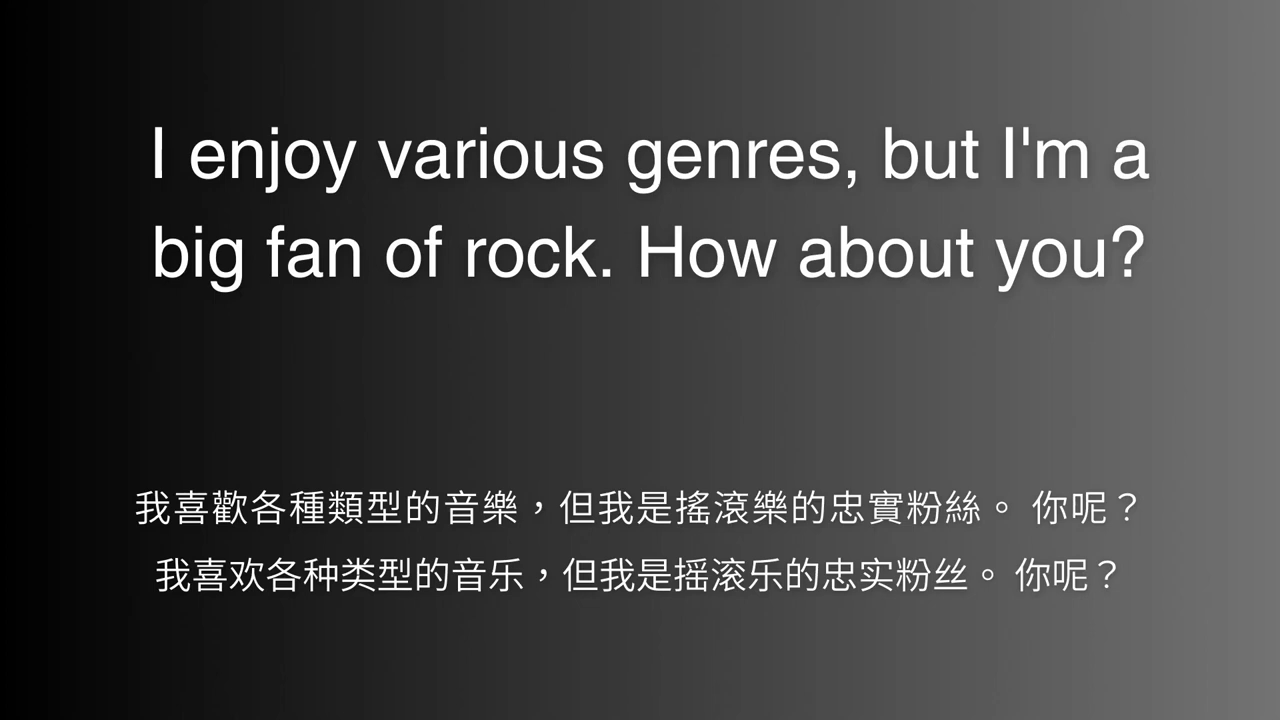 I enjoy various genres, but I'm a
big fan of rock. How about you?
我喜歡各種類型的音樂，但我是搖滾樂的忠實粉絲。 你呢？
我喜欢各种类型的音乐，但我是摇滚乐的忠实粉丝。 你呢？